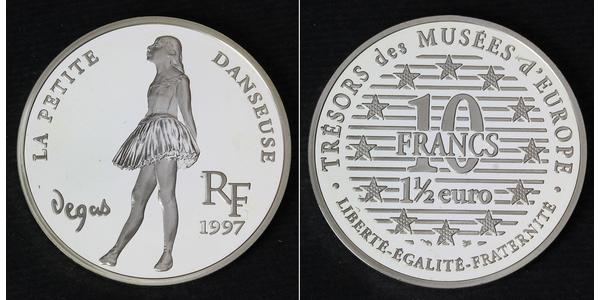 LA PETITE DANSEUSE
Degas
RF
1997
TRÉSORS des MUSÉES d'EUROPE
10
FRANCS
1½ euro
· LIBERTÉ-ÉGALITÉ-FRATERNITÉ ·